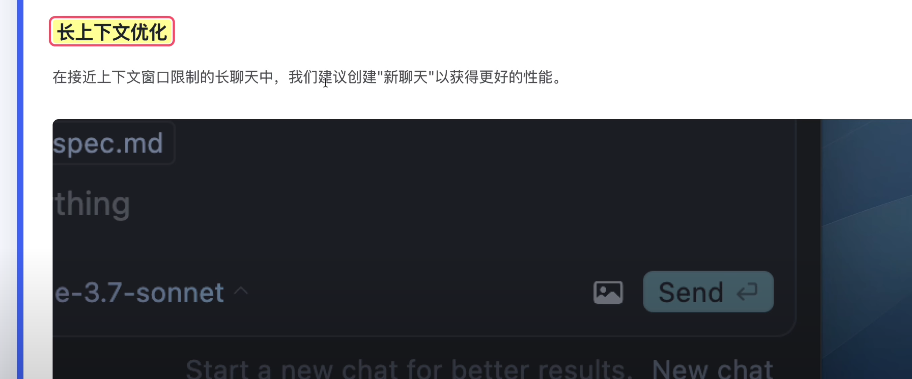 长上下文优化
在接近上下文窗口限制的长聊天中，我们建议创建"新聊天"以获得更好的性能。
spec.md
thing
e-3.7-sonnet
Send
Start a new chat for better results. New chat